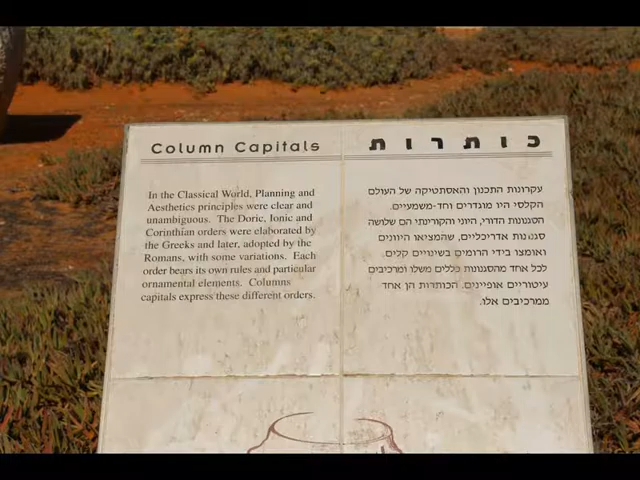 Column Capitals
In the Classical World, Planning and
Aesthetics principles were clear and
unambiguous. The Doric, Ionic and
Corinthian orders were elaborated by
the Greeks and later, adopted by the
Romans, with some variations. Each
order bears its own rules and particular
ornamental elements. Columns
capitals express these different orders.
כותרות
עקרונות התכנון והאסתטיקה של העולם
הקלסי היו מוגדרים וחד-משמעיים.
הסגנונות הדורי, היוני והקורינתי הם שלושה
סגנונות אדריכליים, שהמציאו היוונים
ואומצו בידי הרומים בשינויים קלים.
לכל אחד מהסגנונות כללים משלו ומרכיבים
עיטוריים אופיינים. הכותרות הן אחד
ממרכיבים אלו.